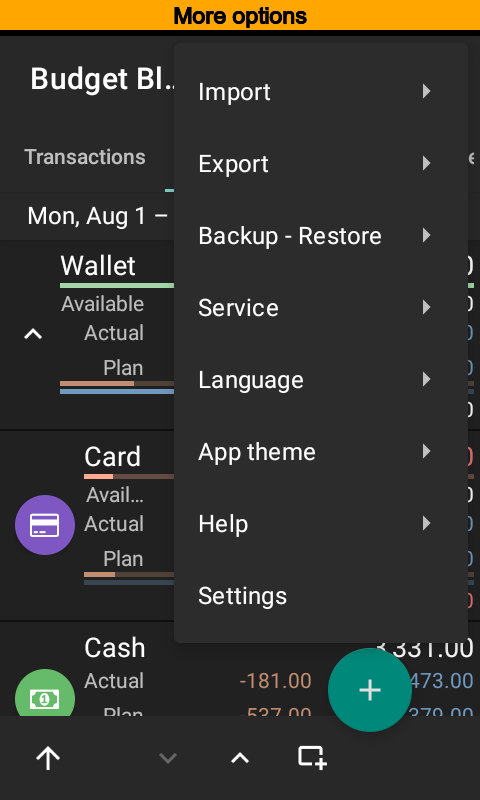 More options
Budget Bl…
Import
Transactions
Export
Mon, Aug 1 –
Backup - Restore
Wallet
Available
Service
Actual
Plan
Language
Card
App theme
Avail…
Actual
Help
Plan
Settings
Cash 3,331.00
Actual -181.00 473.00
Plan -537.00 379.00